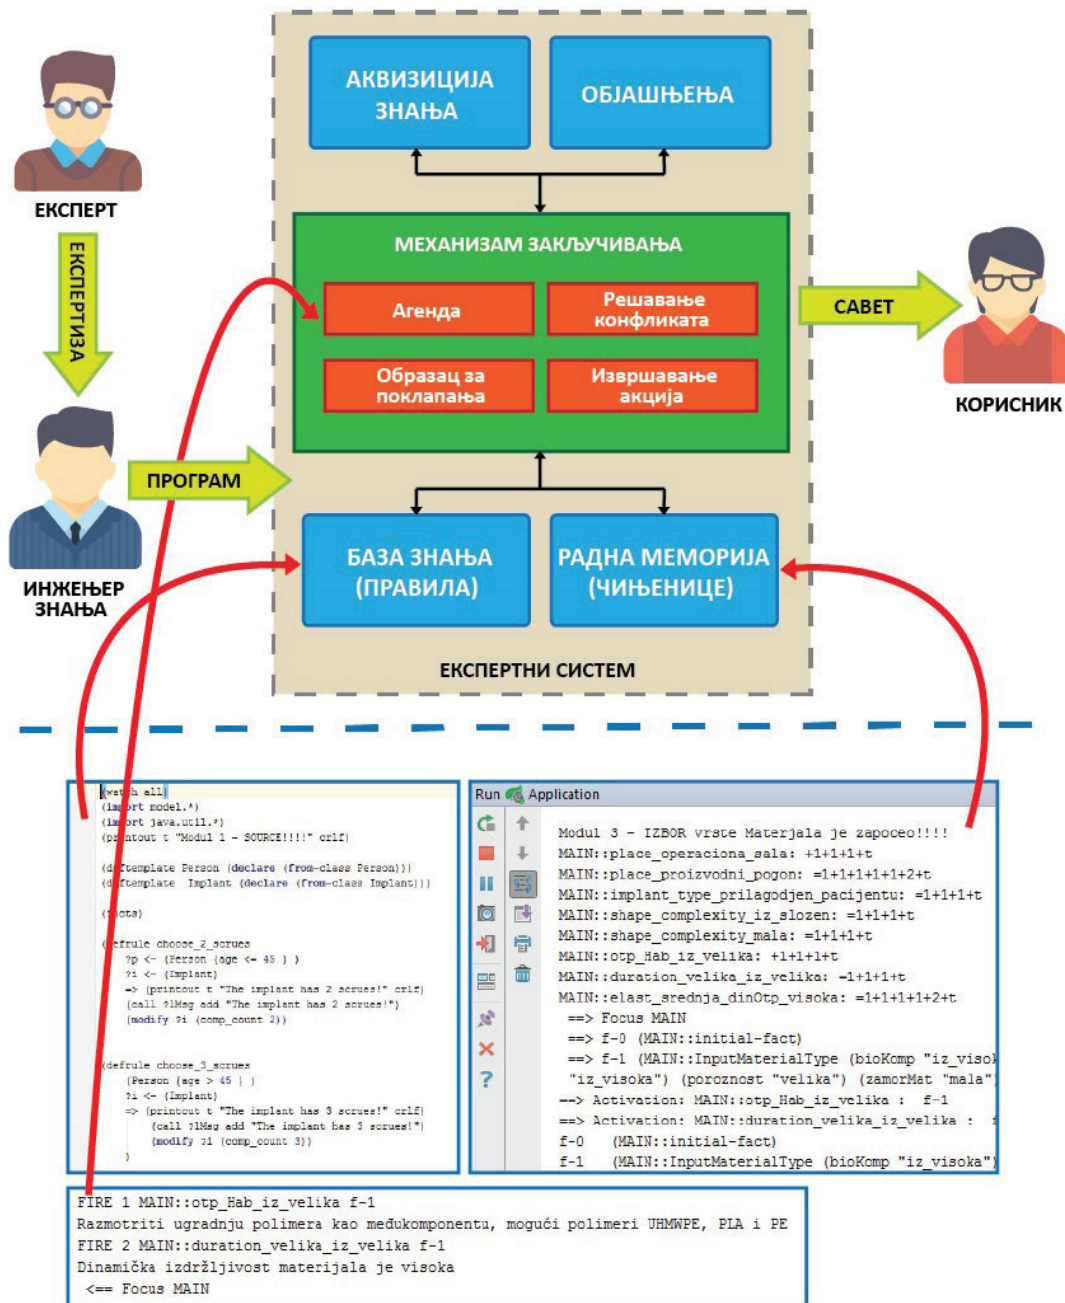 АКВИЗИЦИЈА
ЗНАЊА
ОБЈАШЊЕЊА
ЕКСПЕРТ
ЕКСПЕРТИЗА
МЕХАНИЗАМ ЗАКЉУЧИВАЊА
Агенда
Решавање
конфликата
Образац за
поклапања
Извршавање
акција
САВЕТ
КОРИСНИК
ПРОГРАМ
ИНЖЕЊЕР
ЗНАЊА
БАЗА ЗНАЊА
(ПРАВИЛА)
РАДНА МЕМОРИЈА
(ЧИЊЕНИЦЕ)
ЕКСПЕРТНИ СИСТЕМ
(watch all)
(import model.*)
(import java.util.*)
(printout t "Modul 1 - SOURCE!!!!" crlf)
(deftemplate Person (declare (from-class Person)))
(deftemplate Implant (declare (from-class Implant)))
(facts)
(defrule choose_2_scrues
?p <- (Person {age <= 45 } )
?i <- (Implant)
=> (printout t "The implant has 2 scrues!" crlf)
(call ?lMsg add "The implant has 2 scrues!")
(modify ?i (comp_count 2))
(defrule choose_3_scrues
(Person {age > 45 } )
?i <- (Implant)
=> (printout t "The implant has 3 scrues!" crlf)
(call ?lMsg add "The implant has 3 scrues!")
(modify ?i (comp_count 3))
)
Run Application
Modul 3 - IZBOR vrste Materjala je zapoceo!!!!
MAIN::place_operaciona_sala: +1+1+1+t
MAIN::place_proizvodni_pogon: =1+1+1+1+2+t
MAIN::implant_type_prilagodjen_pacijentu: =1+1+1+t
MAIN::shape_complexity_iz_slozen: =1+1+1+t
MAIN::shape_complexity_mala: =1+1+1+t
MAIN::otp_Hab_iz_velika: +1+1+1+t
MAIN::duration_velika_iz_velika: =1+1+1+t
MAIN::elast_srednja_dinOtp_visoka: =1+1+1+1+2+t
==> Focus MAIN
==> f-0 (MAIN::initial-fact)
==> f-1 (MAIN::InputMaterialType (bioKomp "iz_visok
"iz_visoka") (poroznost "velika") (zamorMat "mala")
==> Activation: MAIN::otp_Hab_iz_velika : f-1
==> Activation: MAIN::duration_velika_iz_velika : f
f-0 (MAIN::initial-fact)
f-1 (MAIN::InputMaterialType (bioKomp "iz_visoka")
FIRE 1 MAIN::otp_Hab_iz_velika f-1
Razmotriti ugradnju polimera kao međukomponentu, mogući polimeri UHMWPE, PLA i PE
FIRE 2 MAIN::duration_velika_iz_velika f-1
Dinamička izdržljivost materijala je visoka
<== Focus MAIN